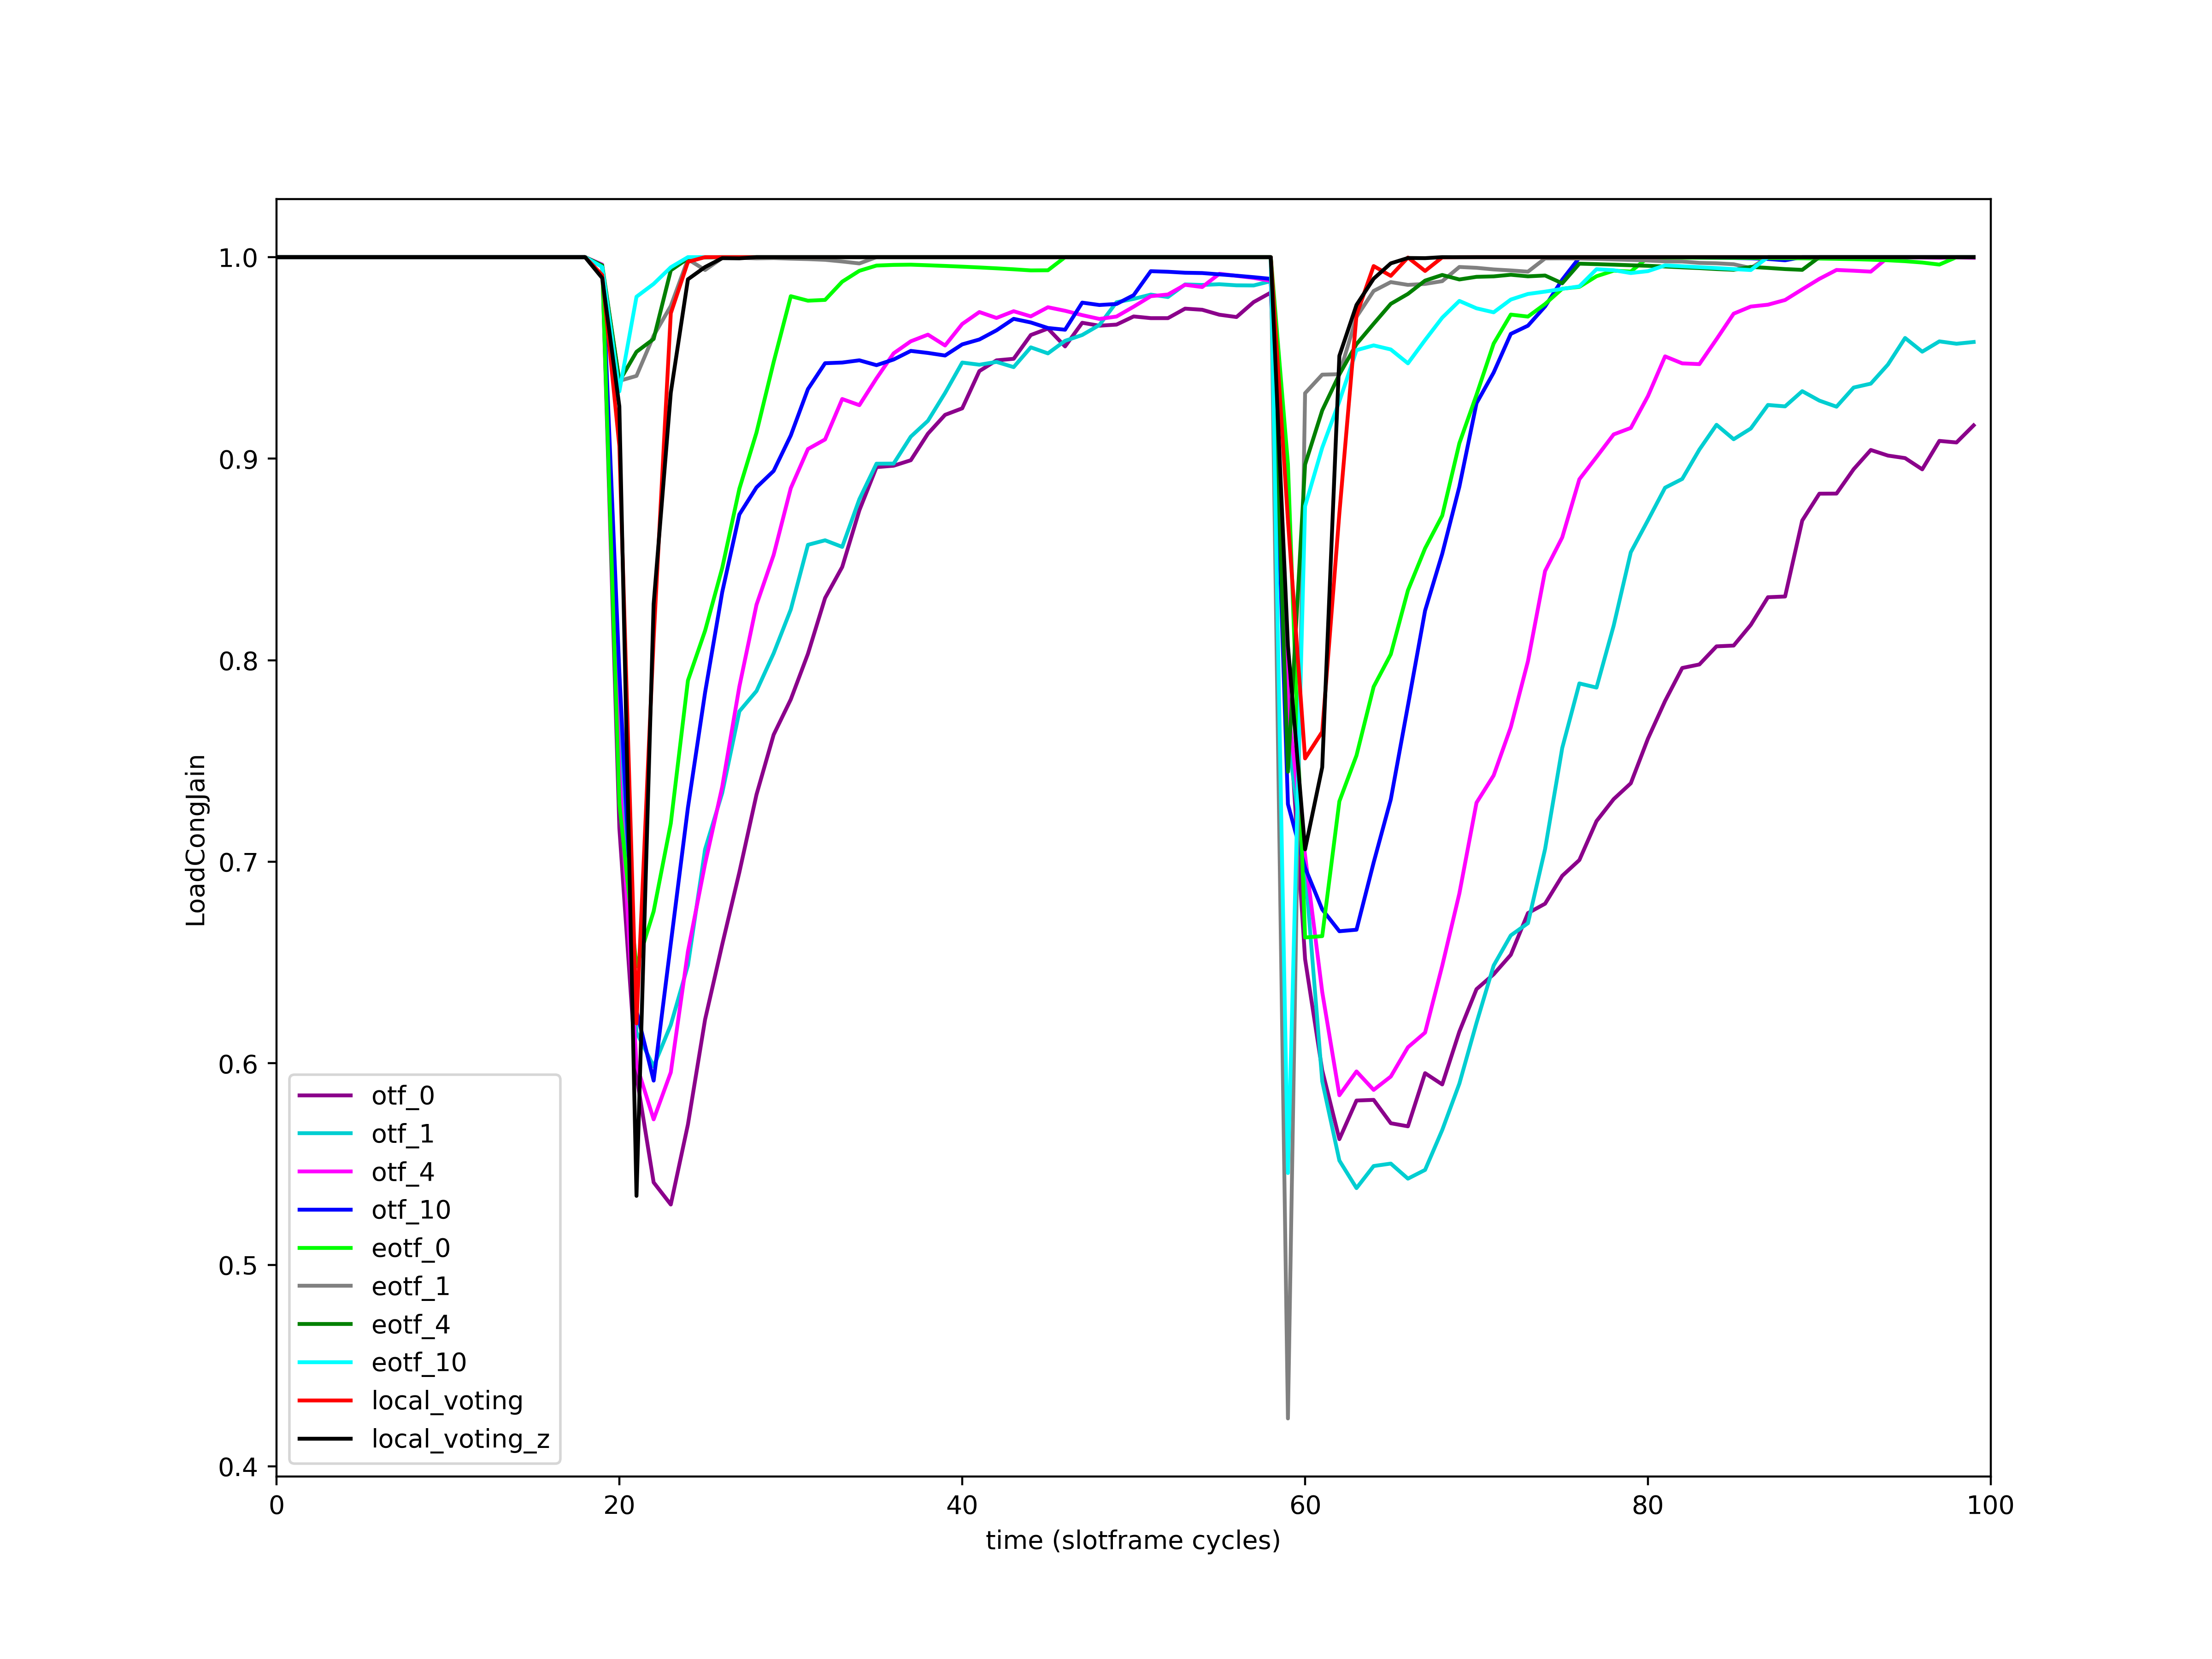 1.0
0.9
0.8
0.7
0.6
0.5
0.4
LoadCongJain
otf_0
otf_1
otf_4
otf_10
eotf_0
eotf_1
eotf_4
eotf_10
local_voting
local_voting_z
0 20 40 60 80 100
time (slotframe cycles)